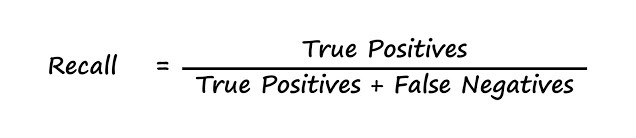 True Positives
Recall =
True Positives + False Negatives